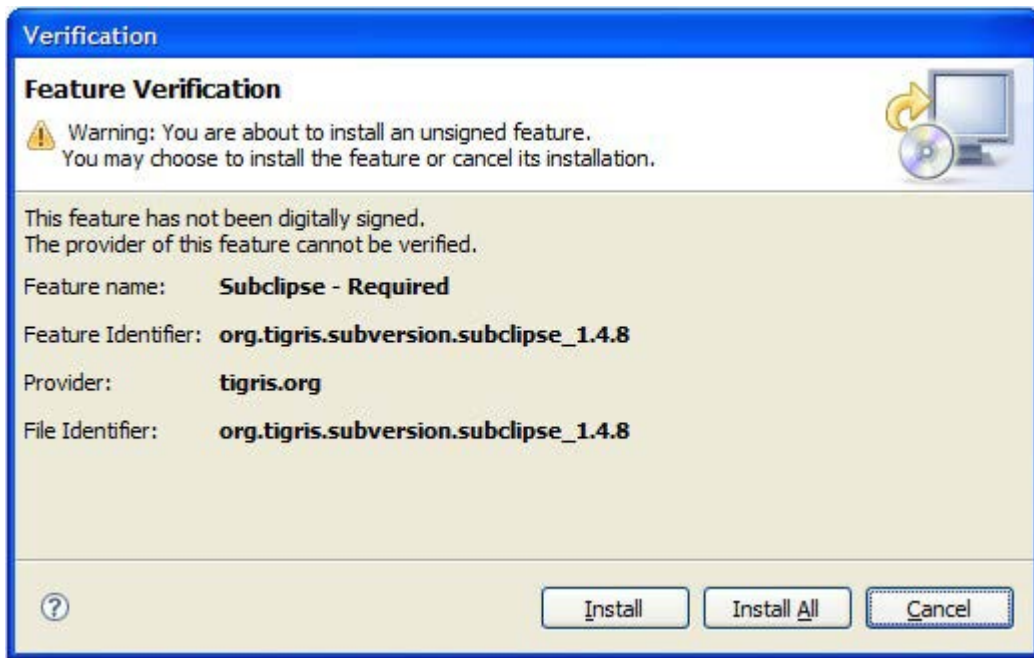 Verification
Feature Verification
Warning: You are about to install an unsigned feature.
You may choose to install the feature or cancel its installation.
This feature has not been digitally signed.
The provider of this feature cannot be verified.
Feature name: Subclipse - Required
Feature Identifier: org.tigris.subversion.subclipse_1.4.8
Provider: tigris.org
File Identifier: org.tigris.subversion.subclipse_1.4.8
? Install Install All Cancel